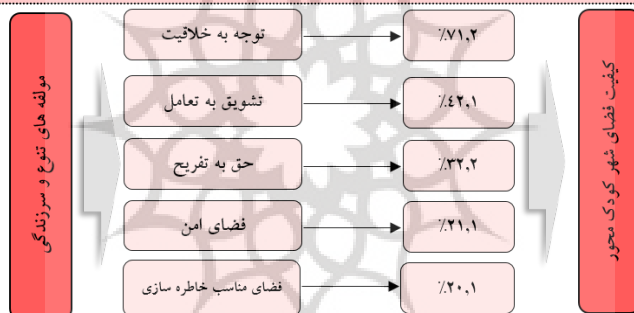 مولفه های تنوع و سرزندگی
توجه به خلاقیت
٪۷۱,۲
تشویق به تعامل
٪٤۲,۱
حق به تفریح
٪۳۲,۲
فضای امن
٪۲۱,۱
فضای مناسب خاطره سازی
٪۲۰,۱
کیفیت فضای شهر کودک محور